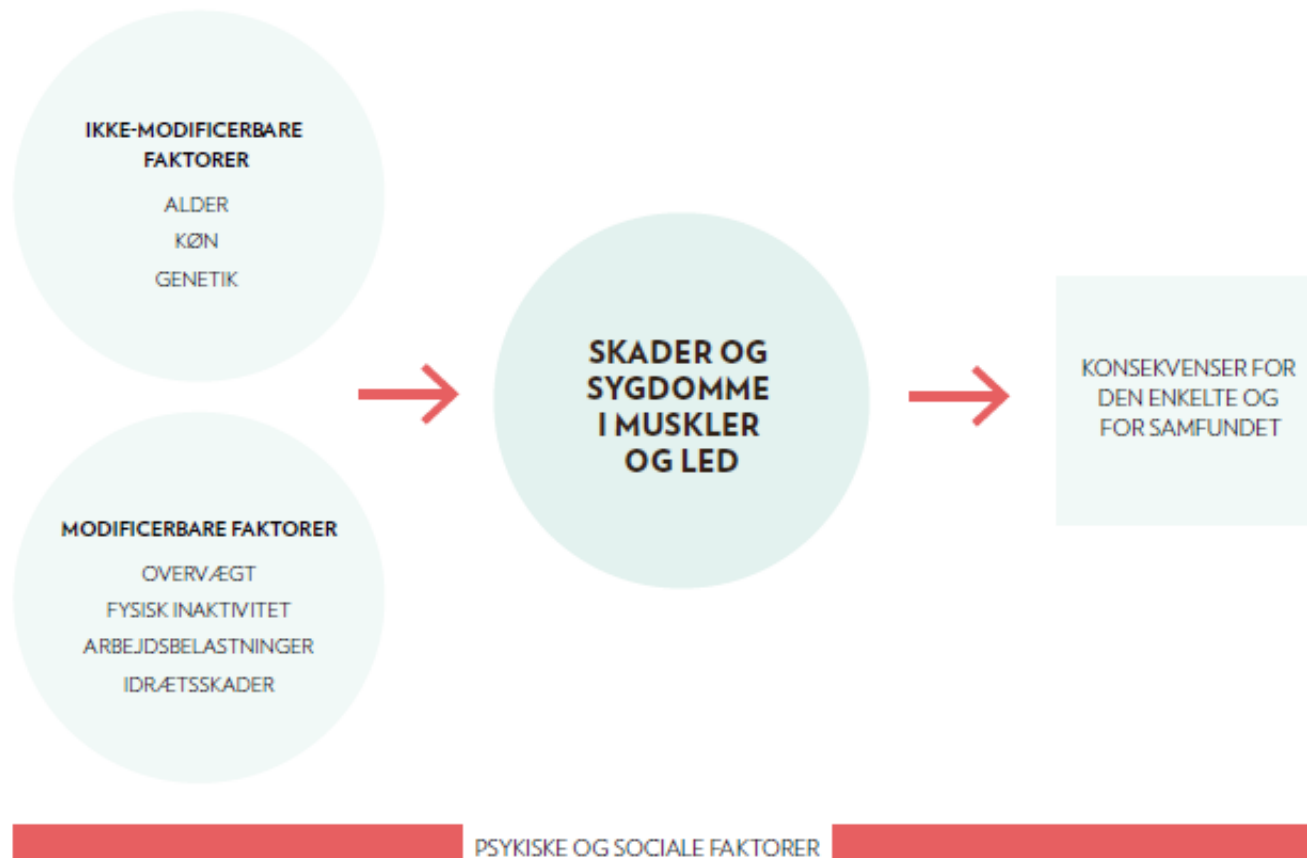 IKKE-MODIFICERBARE
FAKTORER
ALDER
KØN
GENETIK
MODIFICERBARE FAKTORER
OVERVÆGT
FYSISK INAKTIVITET
ARBEJDSBELASTNINGER
IDRÆTSSKADER
SKADER OG
SYGDOMME
I MUSKLER
OG LED
KONSEKVENSER FOR
DEN ENKELTE OG
FOR SAMFUNDET
PSYKISKE OG SOCIALE FAKTORER